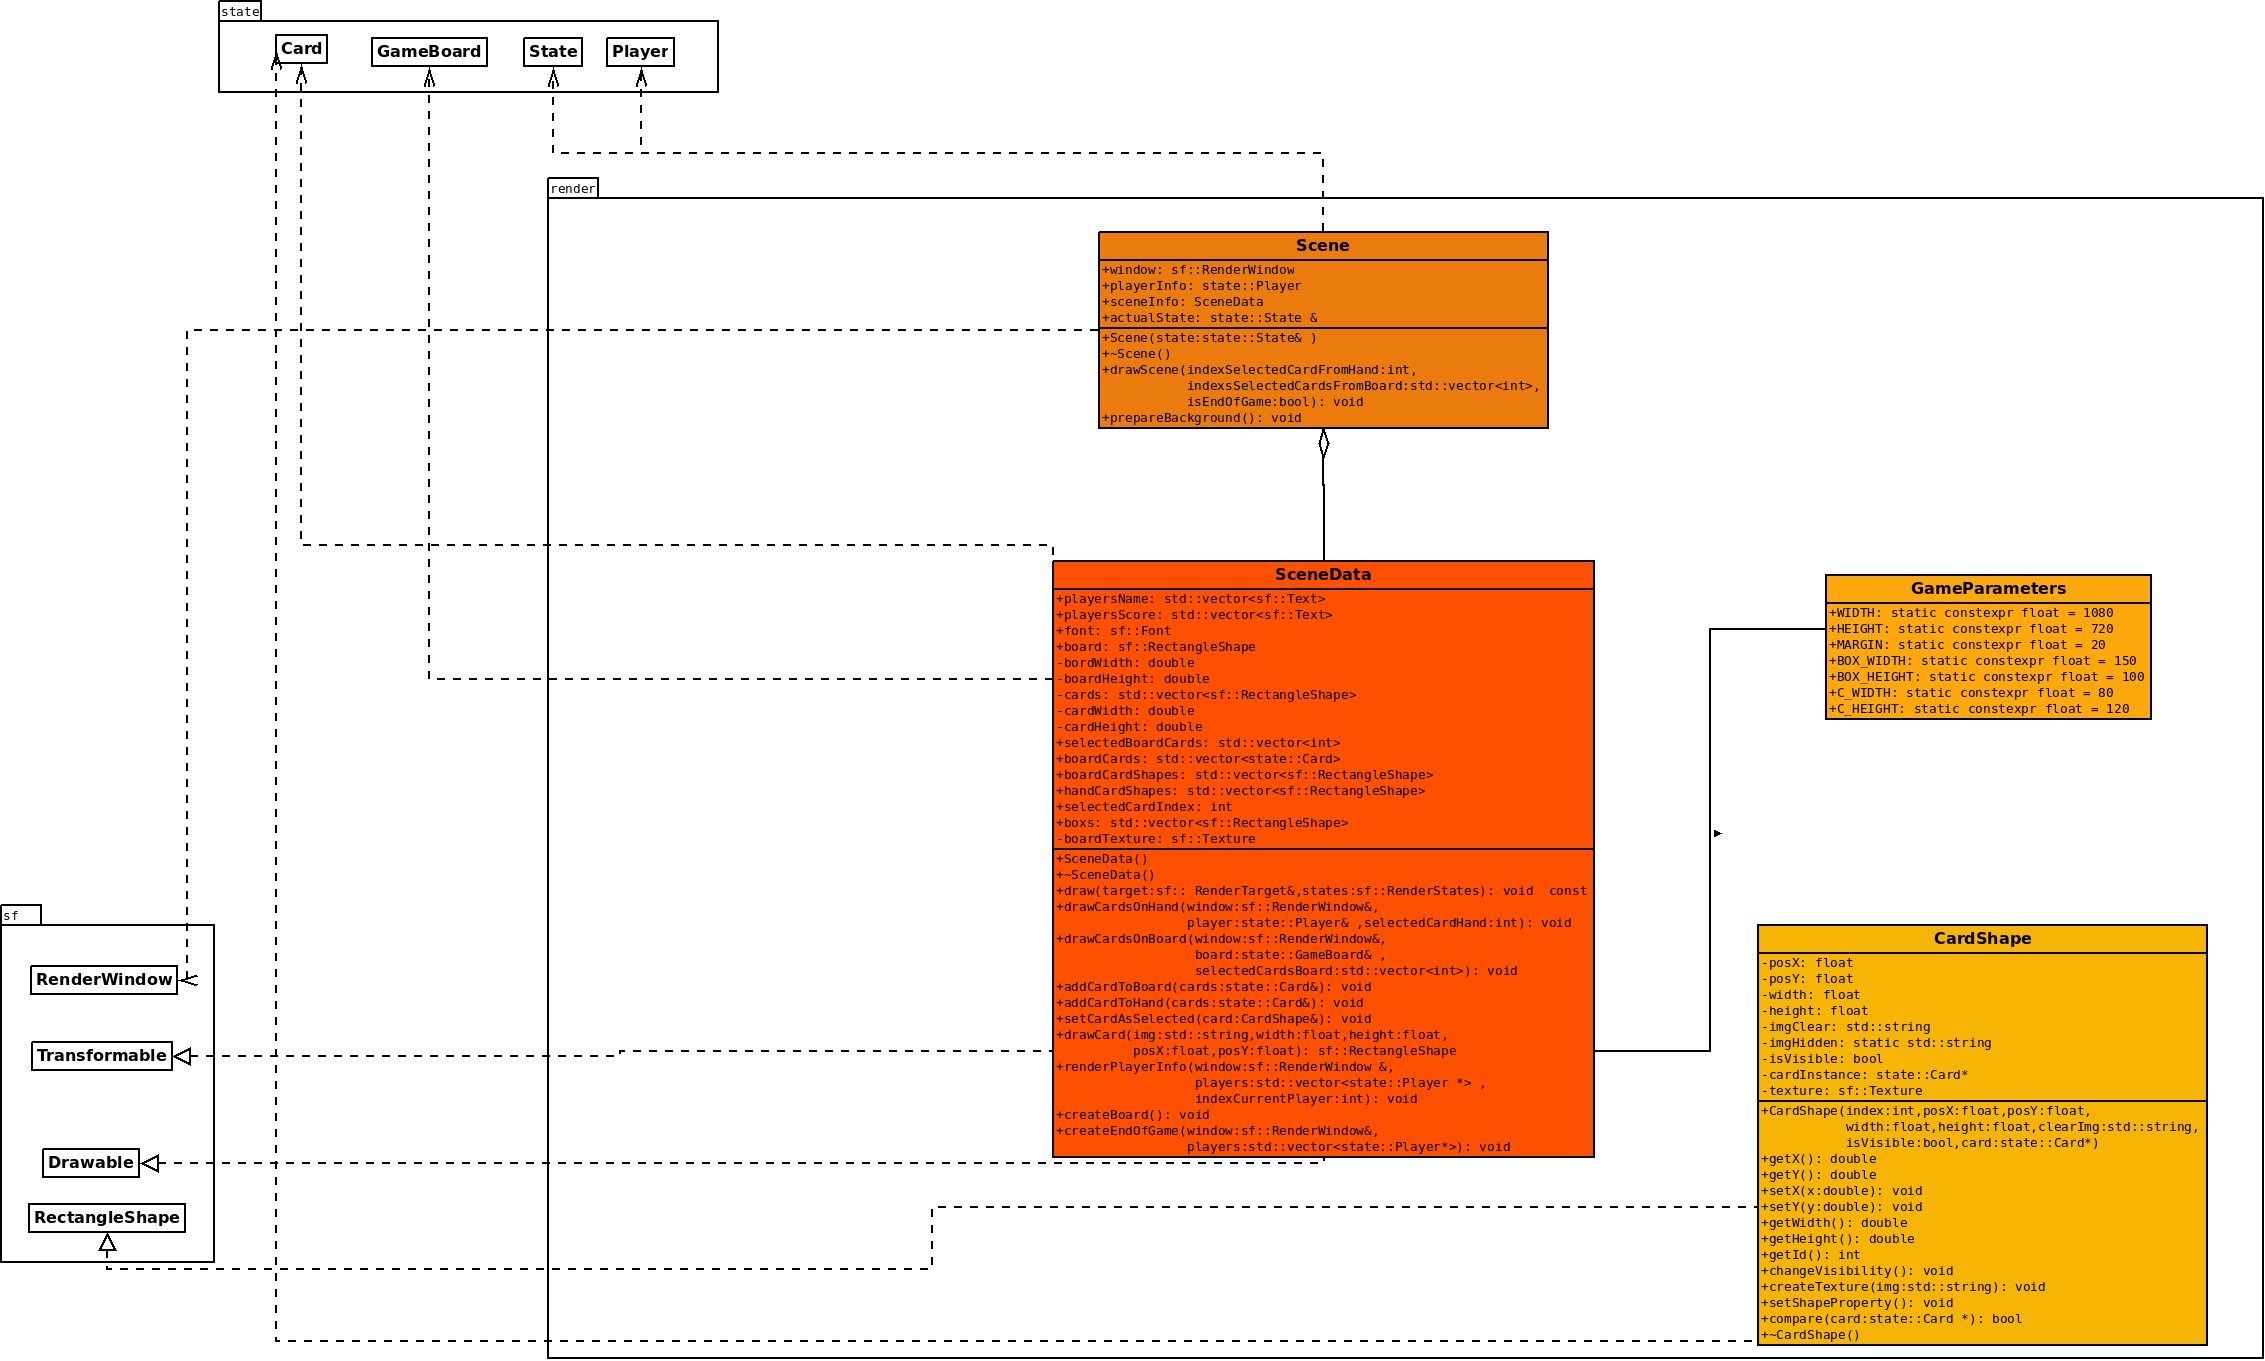 state
Card
GameBoard
State
Player
render
Scene
+window: sf::RenderWindow
+playerInfo: state::Player
+sceneInfo: SceneData
+actualState: state::State &
+Scene(state:state::State& )
+~Scene()
+drawScene(indexSelectedCardFromHand:int,
indexsSelectedCardsFromBoard:std::vector<int>,
isEndOfGame:bool): void
+prepareBackground(): void
SceneData
+playersName: std::vector<sf::Text>
+playersScore: std::vector<sf::Text>
+font: sf::Font
+board: sf::RectangleShape
-bordWidth: double
-boardHeight: double
-cards: std::vector<sf::RectangleShape>
-cardWidth: double
-cardHeight: double
+selectedBoardCards: std::vector<int>
+boardCards: std::vector<state::Card>
+boardCardShapes: std::vector<sf::RectangleShape>
+handCardShapes: std::vector<sf::RectangleShape>
+selectedCardIndex: int
+boxs: std::vector<sf::RectangleShape>
-boardTexture: sf::Texture
+SceneData()
+~SceneData()
+draw(target:sf:: RenderTarget&,states:sf::RenderStates): void  const
+drawCardsOnHand(window:sf::RenderWindow&,
player:state::Player& ,selectedCardHand:int): void
+drawCardsOnBoard(window:sf::RenderWindow&,
board:state::GameBoard& ,
selectedCardsBoard:std::vector<int>): void
+addCardToBoard(cards:state::Card&): void
+addCardToHand(cards:state::Card&): void
+setCardAsSelected(card:CardShape&): void
+drawCard(img:std::string,width:float,height:float,
posX:float,posY:float): sf::RectangleShape
+renderPlayerInfo(window:sf::RenderWindow &,
players:std::vector<state::Player *> ,
indexCurrentPlayer:int): void
+createBoard(): void
+createEndOfGame(window:sf::RenderWindow&,
players:std::vector<state::Player*>): void
GameParameters
+WIDTH: static constexpr float = 1080
+HEIGHT: static constexpr float = 720
+MARGIN: static constexpr float = 20
+BOX_WIDTH: static constexpr float = 150
+BOX_HEIGHT: static constexpr float = 100
+C_WIDTH: static constexpr float = 80
+C_HEIGHT: static constexpr float = 120
CardShape
-posX: float
-posY: float
-width: float
-height: float
-imgClear: std::string
-imgHidden: static std::string
-isVisible: bool
-cardInstance: state::Card*
-texture: sf::Texture
+CardShape(index:int,posX:float,posY:float,
width:float,height:float,clearImg:std::string,
isVisible:bool,card:state::Card*)
+getX(): double
+getY(): double
+setX(x:double): void
+setY(y:double): void
+getWidth(): double
+getHeight(): double
+getId(): int
+changeVisibility(): void
+createTexture(img:std::string): void
+setShapeProperty(): void
+compare(card:state::Card *): bool
+~CardShape()
sf
RenderWindow
Transformable
Drawable
RectangleShape